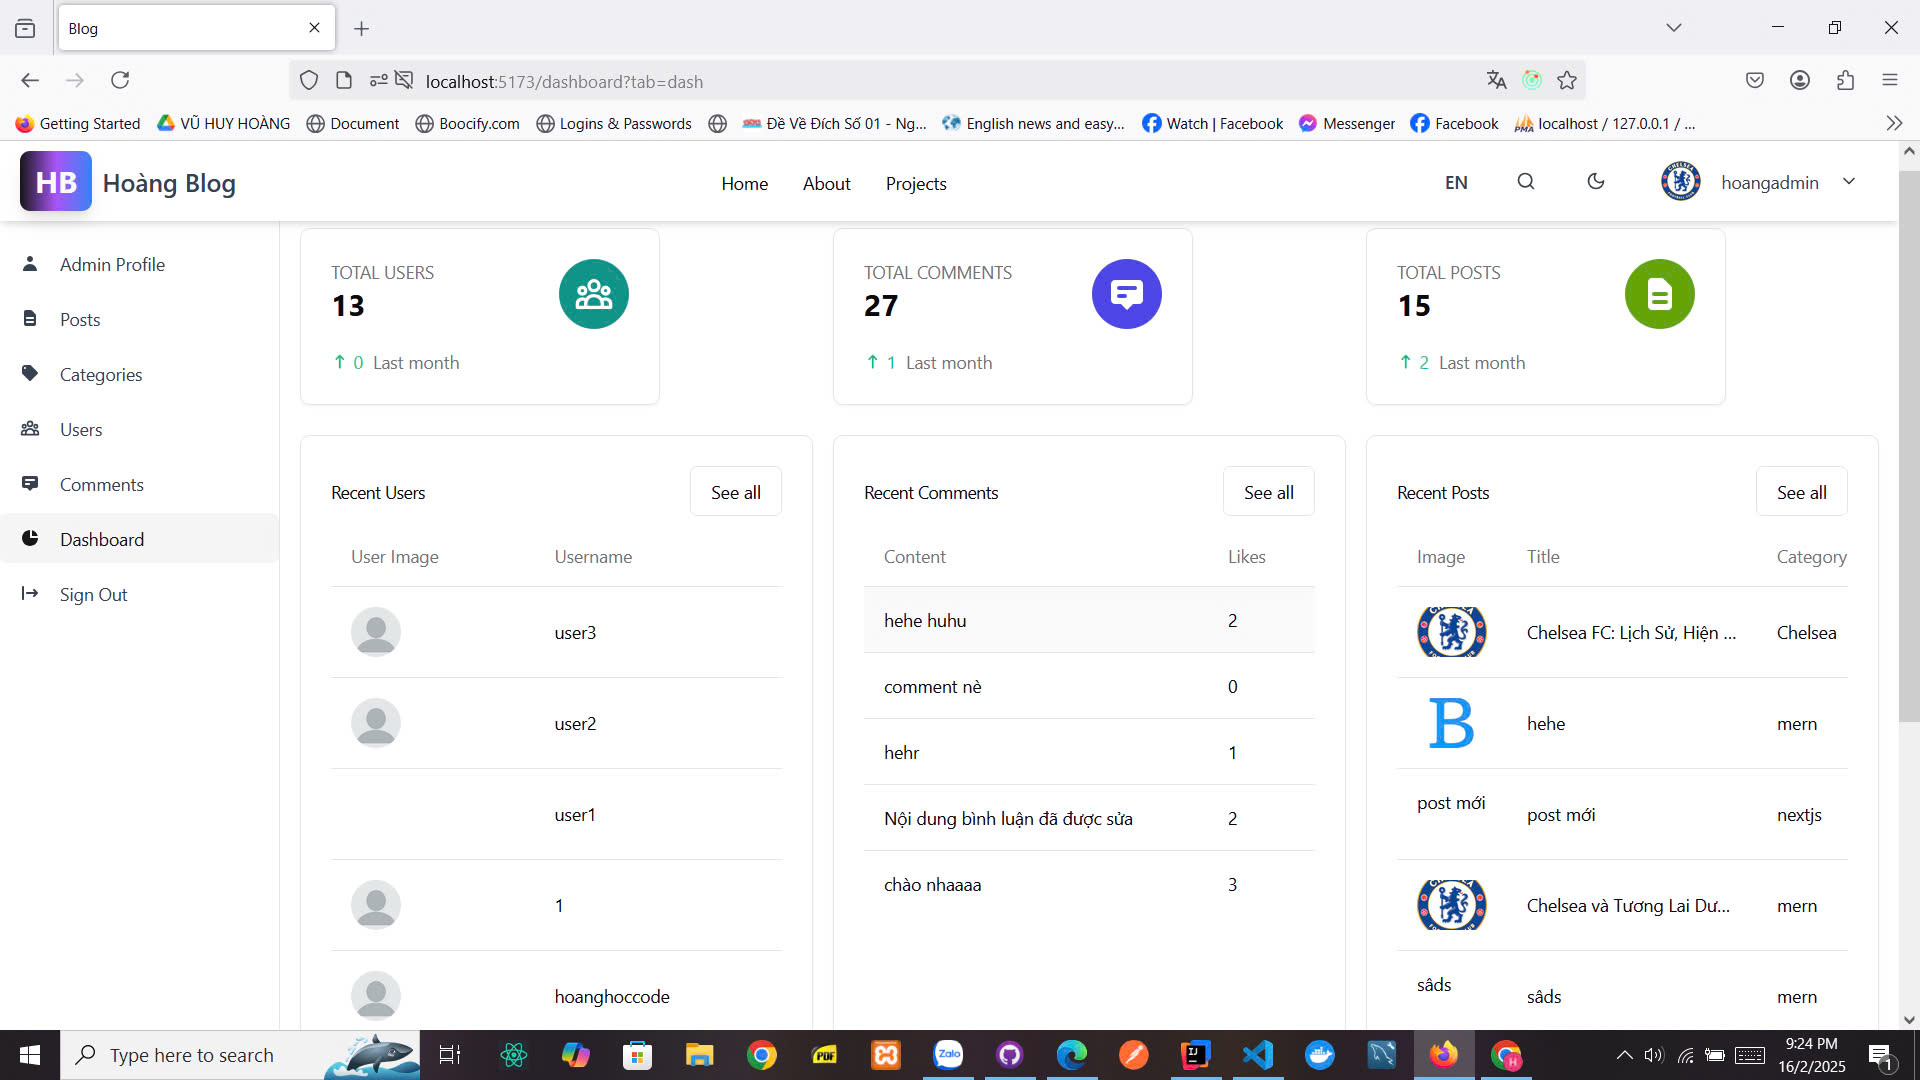 Blog
localhost:5173/dashboard?tab=dash
Getting Started
VŨ HUY HOÀNG
Document
Boocify.com
Logins & Passwords
Đề Về Đích Số 01 - Ng...
English news and easy...
Watch | Facebook
Messenger
Facebook
localhost / 127.0.0.1 / ...
HB
Hoàng Blog
Home
About
Projects
EN
hoangadmin
Admin Profile
Posts
Categories
Users
Comments
Dashboard
Sign Out
TOTAL USERS
13
0 Last month
TOTAL COMMENTS
27
1 Last month
TOTAL POSTS
15
2 Last month
Recent Users
See all
User Image Username
user3
user2
user1
1
hoanghoccode
Recent Comments
See all
Content Likes
hehe huhu 2
comment nè 0
hehr 1
Nội dung bình luận đã được sửa 2
chào nhaaaa 3
Recent Posts
See all
Image Title Category
Chelsea FC: Lịch Sử, Hiện ... Chelsea
B hehe mern
post mới post mới nextjs
Chelsea và Tương Lai Dư... mern
sâds sâds mern
Type here to search
PDF
Zalo
9:24 PM
16/2/2025
1